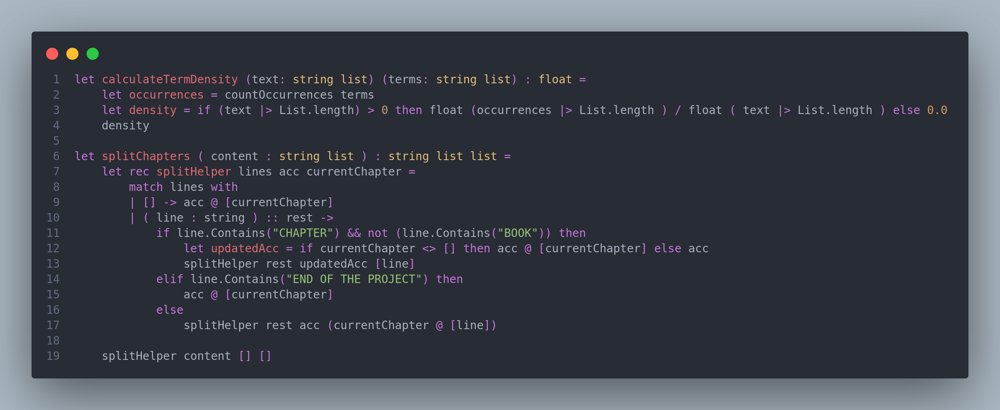 1 let calculateTermDensity (text: string list) (terms: string list) : float =
2     let occurrences = countOccurrences terms
3     let density = if (text |> List.length) > 0 then float (occurrences |> List.length ) / float ( text |> List.length ) else 0.0
4     density
5
6 let splitChapters ( content : string list ) : string list list =
7     let rec splitHelper lines acc currentChapter =
8         match lines with
9         | [] -> acc @ [currentChapter]
10         | ( line : string ) :: rest ->
11             if line.Contains("CHAPTER") && not (line.Contains("BOOK")) then
12                 let updatedAcc = if currentChapter <> [] then acc @ [currentChapter] else acc
13                 splitHelper rest updatedAcc [line]
14             elif line.Contains("END OF THE PROJECT") then
15                 acc @ [currentChapter]
16             else
17                 splitHelper rest acc (currentChapter @ [line])
18
19     splitHelper content [] []